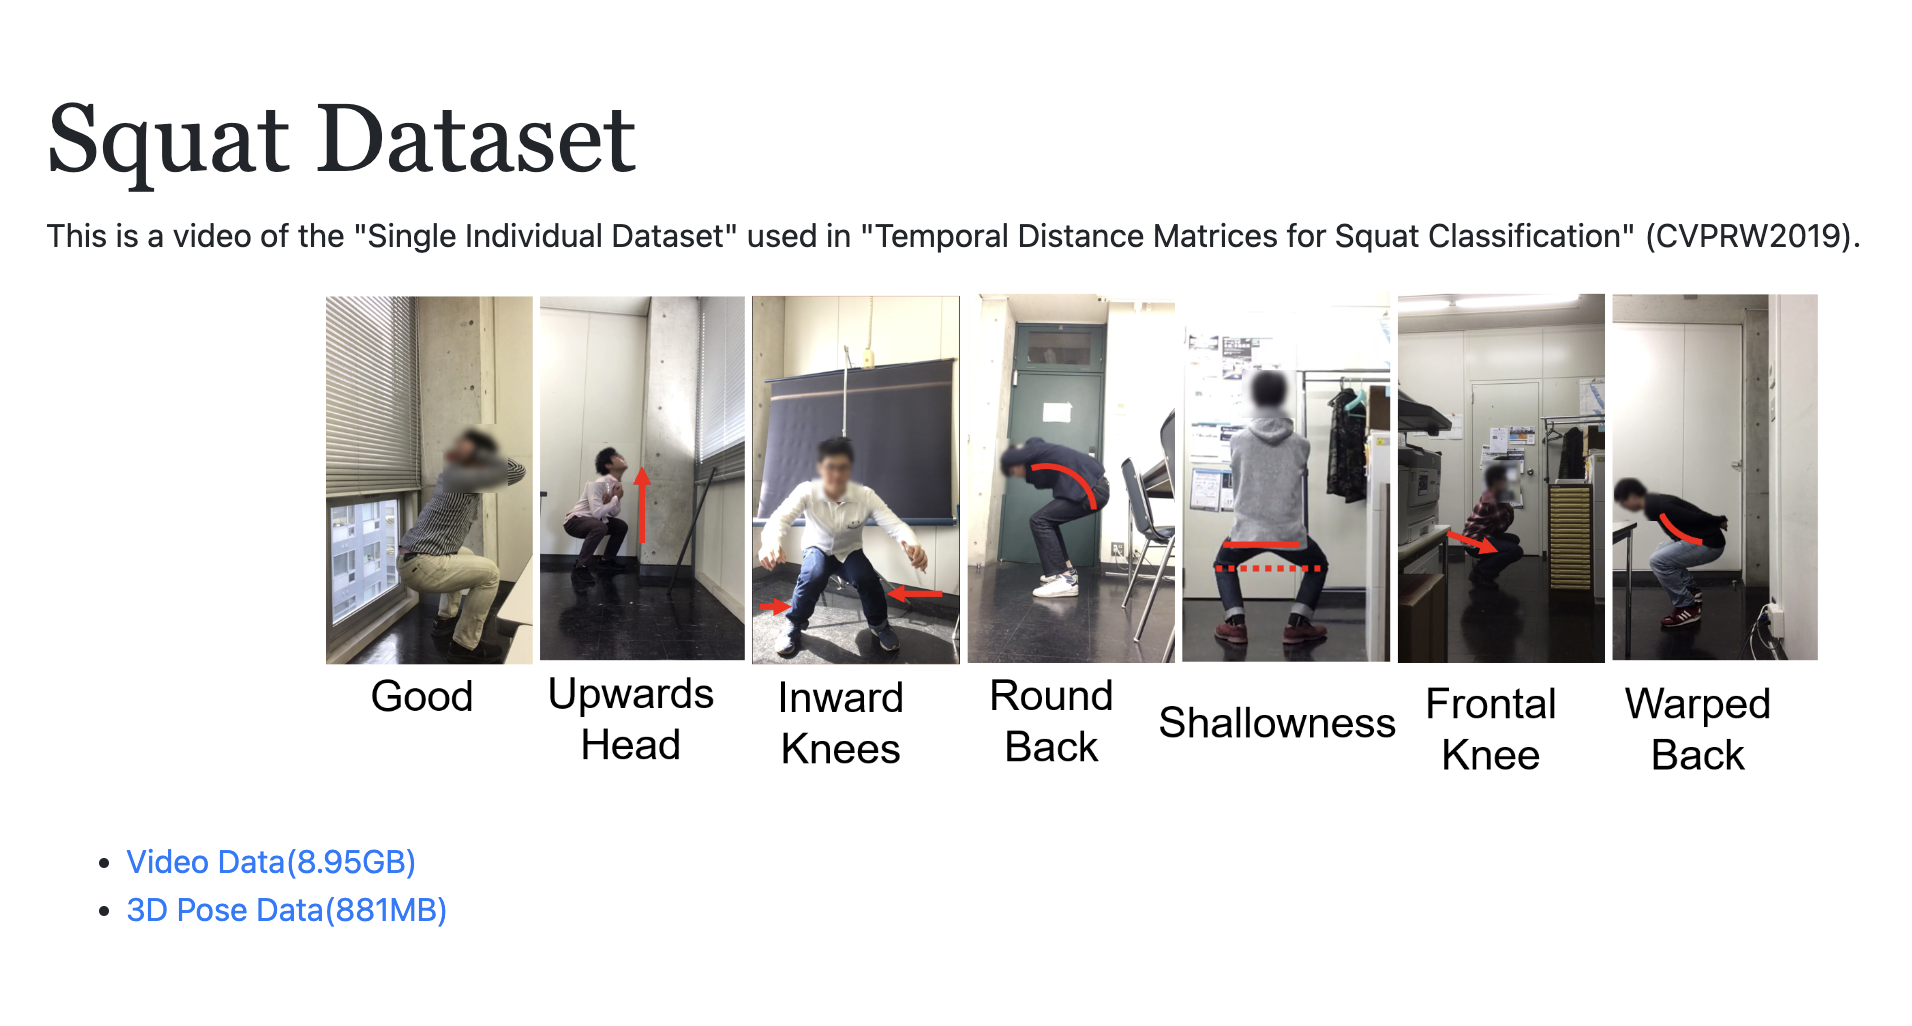 Squat Dataset
This is a video of the "Single Individual Dataset" used in "Temporal Distance Matrices for Squat Classification" (CVPRW2019).
Good
Upwards
Head
Inward
Knees
Round
Back
Shallowness
Frontal
Knee
Warped
Back
Video Data(8.95GB)
3D Pose Data(881MB)